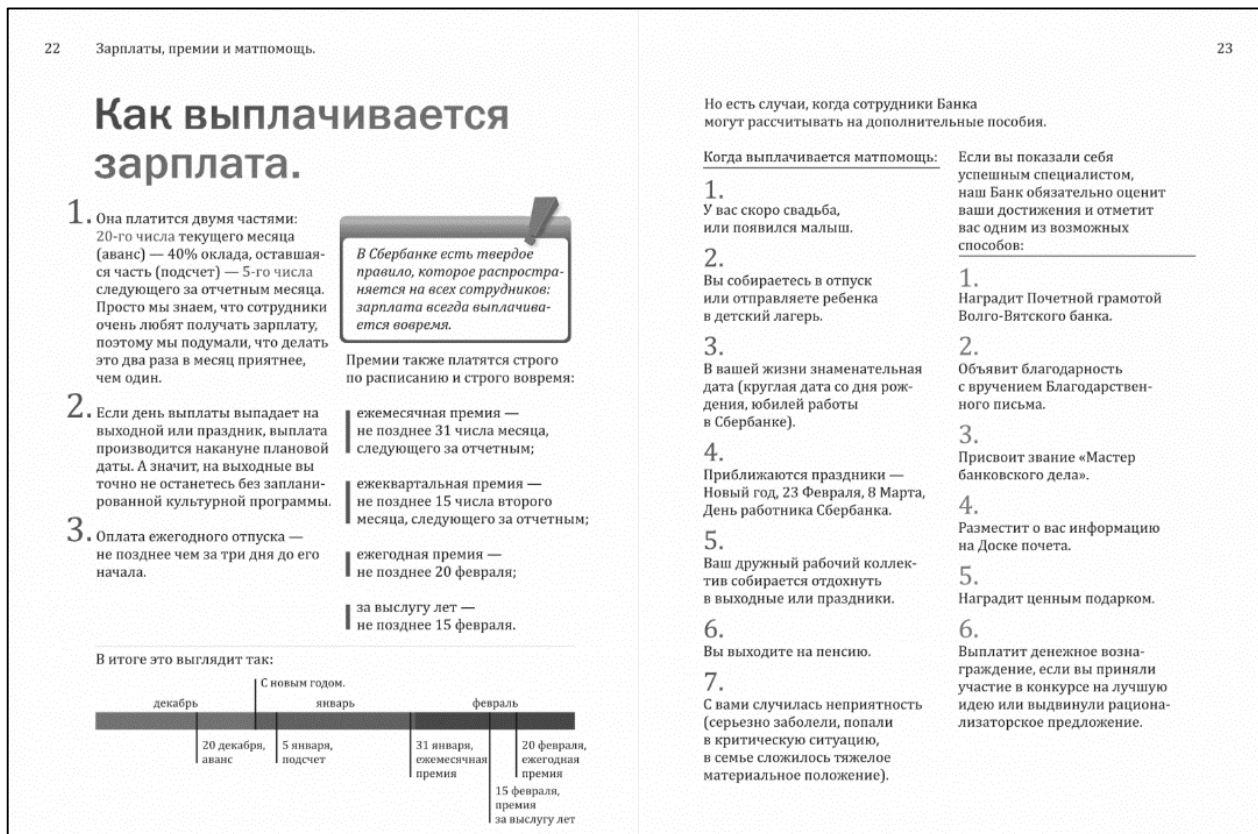 22 Зарплаты, премии и матпомощь.
Как выплачивается
зарплата.
1. Она платится двумя частями:
20-го числа текущего месяца
(аванс) — 40% оклада, оставшая-
ся часть (подсчет) — 5-го числа
следующего за отчетным месяца.
Просто мы знаем, что сотрудники
очень любят получать зарплату,
поэтому мы подумали, что делать
это два раза в месяц приятнее,
чем один.
2. Если день выплаты выпадает на
выходной или праздник, выплата
производится накануне плановой
даты. А значит, на выходные вы
точно не останетесь без заплани-
рованной культурной программы.
3. Оплата ежегодного отпуска —
не позднее чем за три дня до его
начала.
В Сбербанке есть твердое
правило, которое распростра-
няется на всех сотрудников:
зарплата всегда выплачива-
ется вовремя.
Премии также платятся строго
по расписанию и строго вовремя:
ежемесячная премия —
не позднее 31 числа месяца,
следующего за отчетным;
ежеквартальная премия —
не позднее 15 числа второго
месяца, следующего за отчетным;
ежегодная премия —
не позднее 20 февраля;
за выслугу лет —
не позднее 15 февраля.
В итоге это выглядит так:
С новым годом.
декабрь январь февраль
20 декабря,
аванс
5 января,
подсчет
31 января,
ежемесячная
премия
15 февраля,
премия
за выслугу лет
20 февраля,
ежегодная
премия
23
Но есть случаи, когда сотрудники Банка
могут рассчитывать на дополнительные пособия.
Когда выплачивается матпомощь:
1.
У вас скоро свадьба,
или появился малыш.
2.
Вы собираетесь в отпуск
или отправляете ребенка
в детский лагерь.
3.
В вашей жизни знаменательная
дата (круглая дата со дня рож-
дения, юбилей работы
в Сбербанке).
4.
Приближаются праздники —
Новый год, 23 Февраля, 8 Марта,
День работника Сбербанка.
5.
Ваш дружный рабочий коллек-
тив собирается отдохнуть
в выходные или праздники.
6.
Вы выходите на пенсию.
7.
С вами случилась неприятность
(серьезно заболели, попали
в критическую ситуацию,
в семье сложилось тяжелое
материальное положение).
Если вы показали себя
успешным специалистом,
наш Банк обязательно оценит
ваши достижения и отметит
вас одним из возможных
способов:
1.
Наградит Почетной грамотой
Волго-Вятского банка.
2.
Объявит благодарность
с вручением Благодарствен-
ного письма.
3.
Присвоит звание «Мастер
банковского дела».
4.
Разместит о вас информацию
на Доске почета.
5.
Наградит ценным подарком.
6.
Выплатит денежное возна-
граждение, если вы приняли
участие в конкурсе на лучшую
идею или выдвинули рациона-
лизаторское предложение.